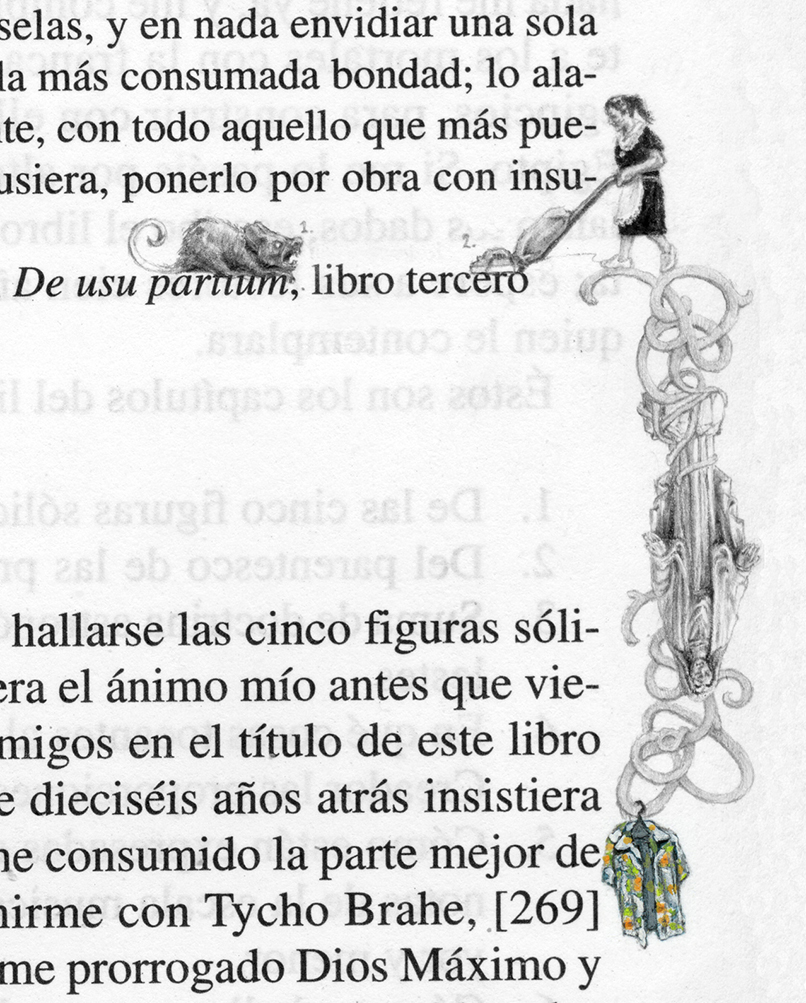 selas, y en nada envidiar una sola
la más consumada bondad; lo ala-
te, con todo aquello que más pue-
usiera, ponerlo por obra con insu-
1.
2.
De usu partium, libro tercero
hallarse las cinco figuras sóli-
era el ánimo mío antes que vie-
migos en el título de este libro
e dieciséis años atrás insistiera
he consumido la parte mejor de
nirme con Tycho Brahe, [269]
me prorrogado Dios Máximo y